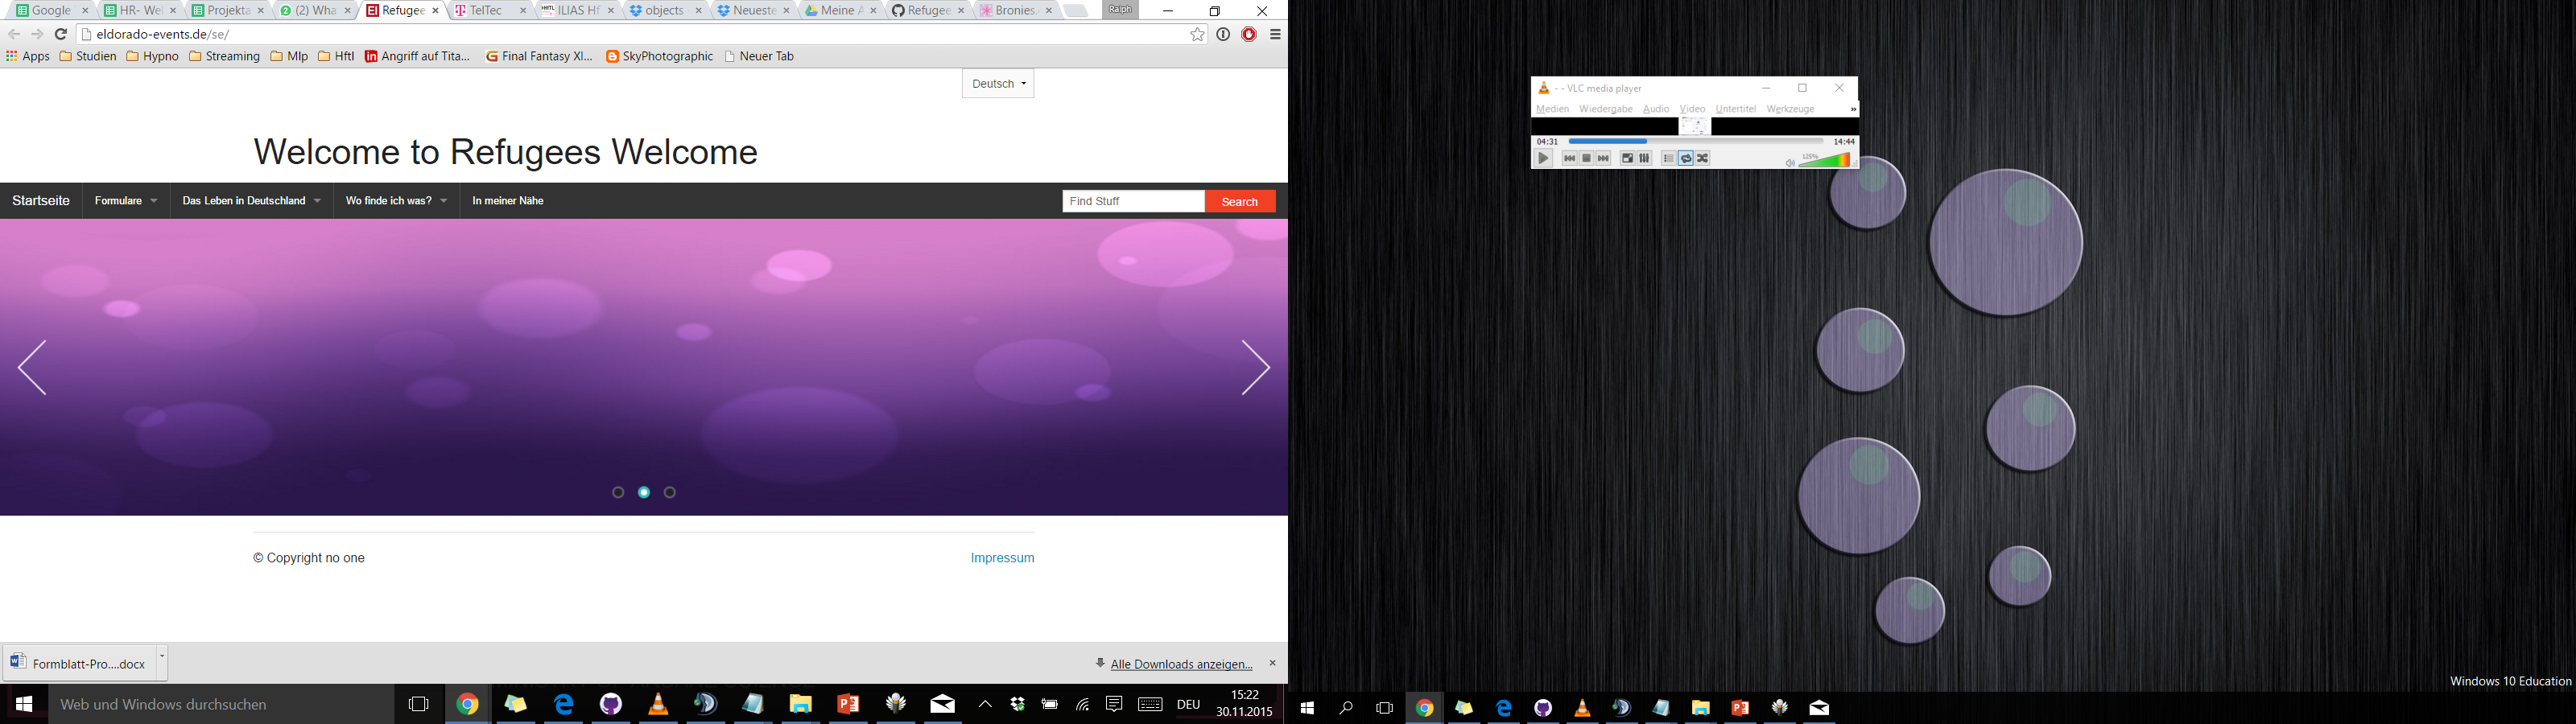 Google
HR- Wel
Projekta
(2) Wha
Refugee
TelTec
ILIAS Hf
objects
Neueste
Meine A
Refugee
Bronies.
Ralph
eldorado-events.de/se/
Apps
Studien
Hypno
Streaming
Mlp
Hftl
Angriff auf Tita...
Final Fantasy XI...
SkyPhotographic
Neuer Tab
Deutsch
Welcome to Refugees Welcome
Startseite
Formulare
Das Leben in Deutschland
Wo finde ich was?
In meiner Nähe
Find Stuff
Search
© Copyright no one
Impressum
Formblatt-Pro....docx
Alle Downloads anzeigen...
Web und Windows durchsuchen
DEU
15:22
30.11.2015
- - VLC media player
Medien Wiedergabe Audio Video Untertitel Werkzeuge »
04:31
14:44
125%
Windows 10 Education